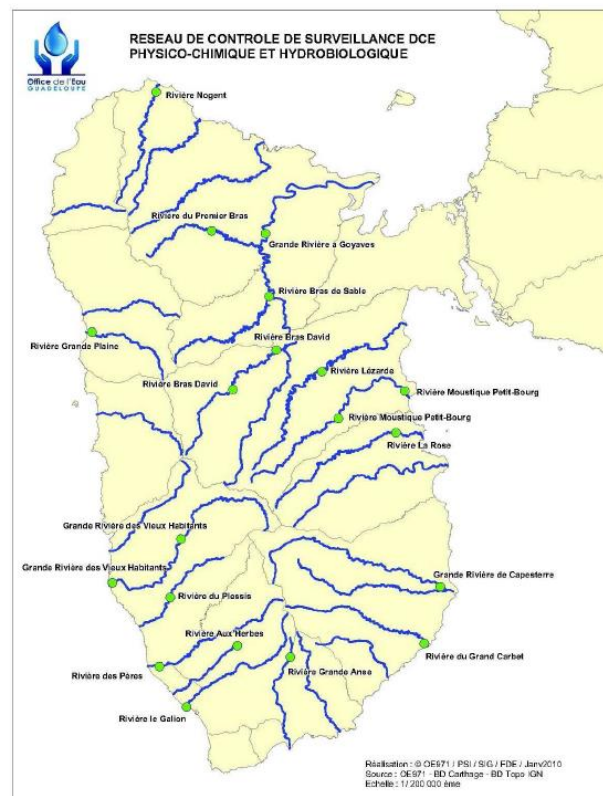 RESEAU DE CONTROLE DE SURVEILLANCE DCE
PHYSICO-CHIMIQUE ET HYDROBIOLOGIQUE
Office de l'Eau
GUADELOUPE
Rivière Nogent
Rivière du Premier Bras
Grande Rivière à Goyaves
Rivière Bras de Sable
Rivière Bras David
Rivière Grande Plaine
Rivière Lézarde
Rivière Bras David
Rivière Moustique Petit-Bourg
Rivière Moustique Petit-Bourg
Rivière La Rose
Grande Rivière des Vieux Habitants
Grande Rivière des Vieux Habitants
Grande Rivière de Capesterre
Rivière du Plessis
Rivière Aux Herbes
Rivière du Grand Carbet
Rivière des Pères
Rivière Grande Anse
Rivière le Galion
Réalisation : © OE971 / PSI / SIG / FDE / Janv2010
Source : OE971 - BD Carthage - BD Topo IGN
Echelle : 1/ 200 000 ème